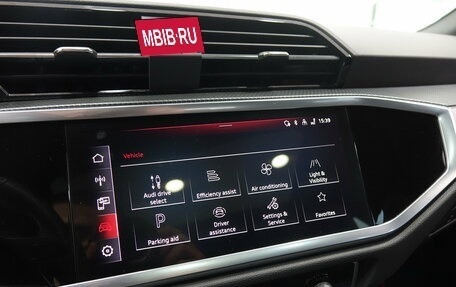 MBIB.RU
15:39
Vehicle
Audi drive select
Efficiency assist
Air conditioning
Light & Visibility
Parking aid
Driver assistance
Settings & Service
Favorites